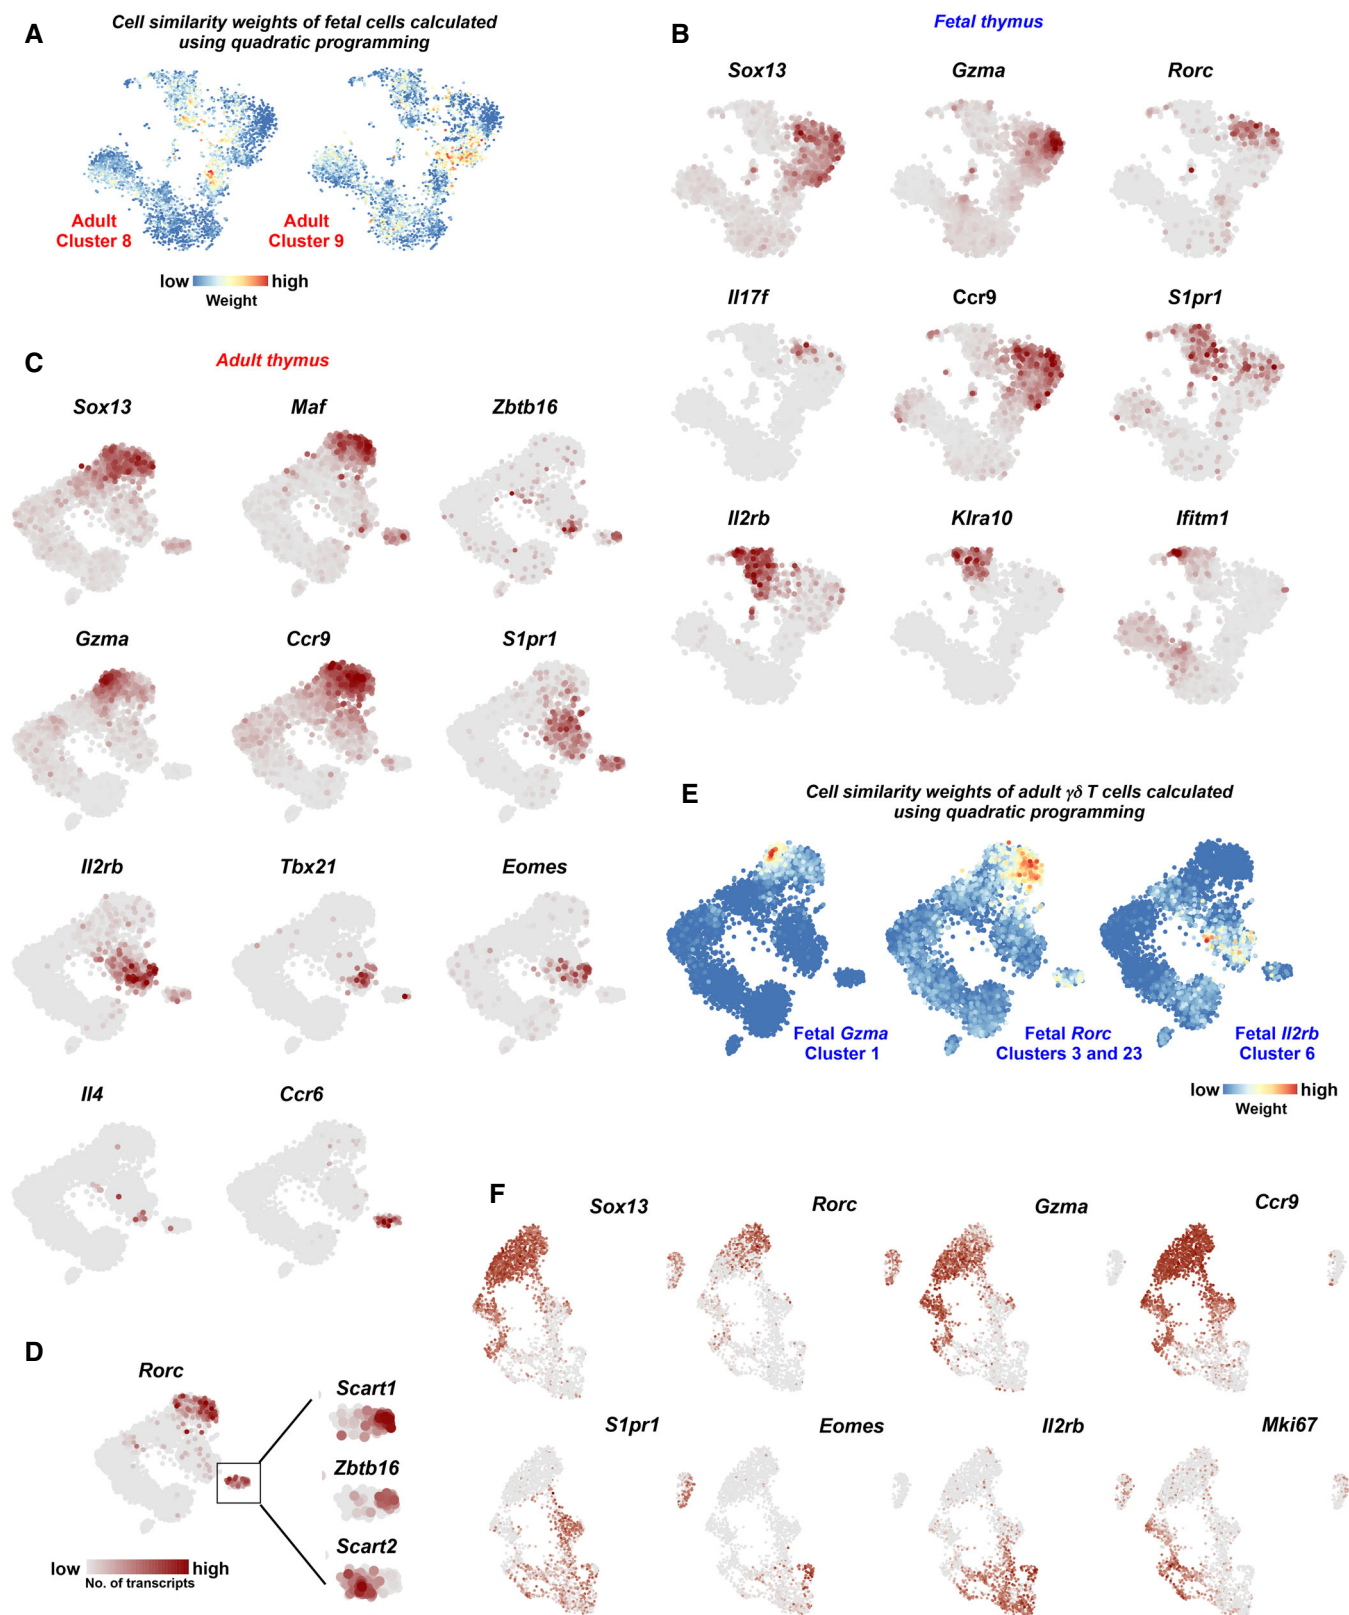 A
Cell similarity weights of fetal cells calculated
using quadratic programming
Adult
Cluster 8
Adult
Cluster 9
low high
Weight
B
Fetal thymus
Sox13 Gzma Rorc
Il17f Ccr9 S1pr1
Il2rb Klra10 Ifitm1
C
Adult thymus
Sox13 Maf Zbtb16
Gzma Ccr9 S1pr1
Il2rb Tbx21 Eomes
Il4 Ccr6
D
Rorc
Scart1
Zbtb16
Scart2
low high
No. of transcripts
E
Cell similarity weights of adult γδ T cells calculated
using quadratic programming
Fetal Gzma
Cluster 1
Fetal Rorc
Clusters 3 and 23
Fetal Il2rb
Cluster 6
low high
Weight
F
Sox13 Rorc Gzma Ccr9
S1pr1 Eomes Il2rb Mki67